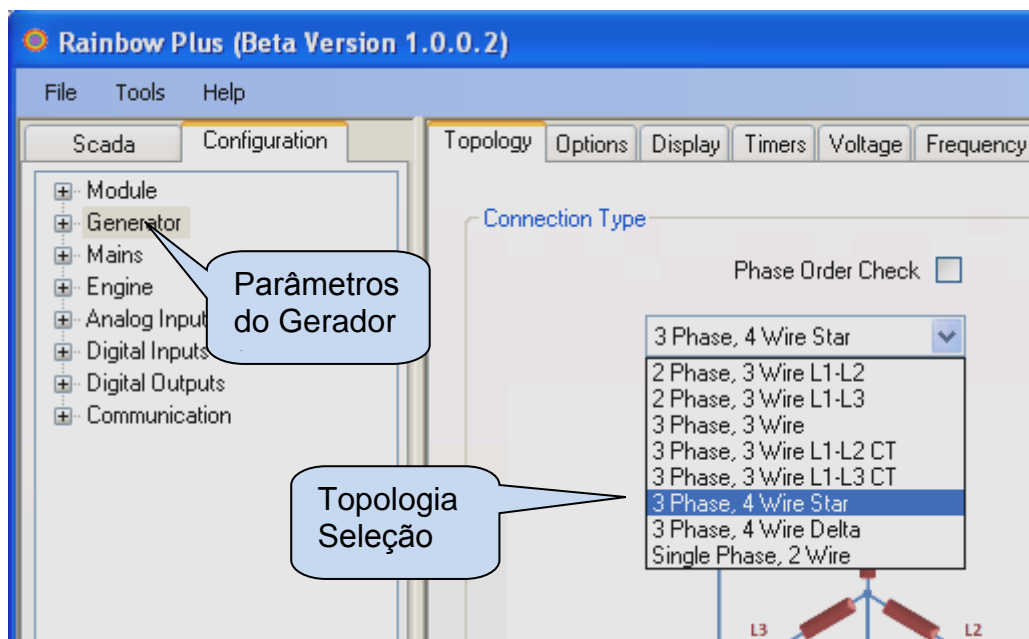 Rainbow Plus (Beta Version 1.0.0.2)
File Tools Help
Scada Configuration
Topology Options Display Timers Voltage Frequency
Module
Generator
Mains
Engine
Analog Input
Digital Inputs
Digital Outputs
Communication
Parâmetros
do Gerador
Connection Type
Phase Order Check
3 Phase, 4 Wire Star
2 Phase, 3 Wire L1-L2
2 Phase, 3 Wire L1-L3
3 Phase, 3 Wire
3 Phase, 3 Wire L1-L2 CT
3 Phase, 3 Wire L1-L3 CT
3 Phase, 4 Wire Star
3 Phase, 4 Wire Delta
Single Phase, 2 Wire
Topologia
Seleção
L3
L2